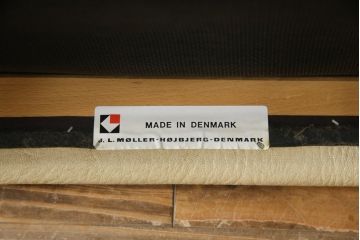 MADE IN DENMARK
J. L. MØLLER-HØJBJERG-DENMARK